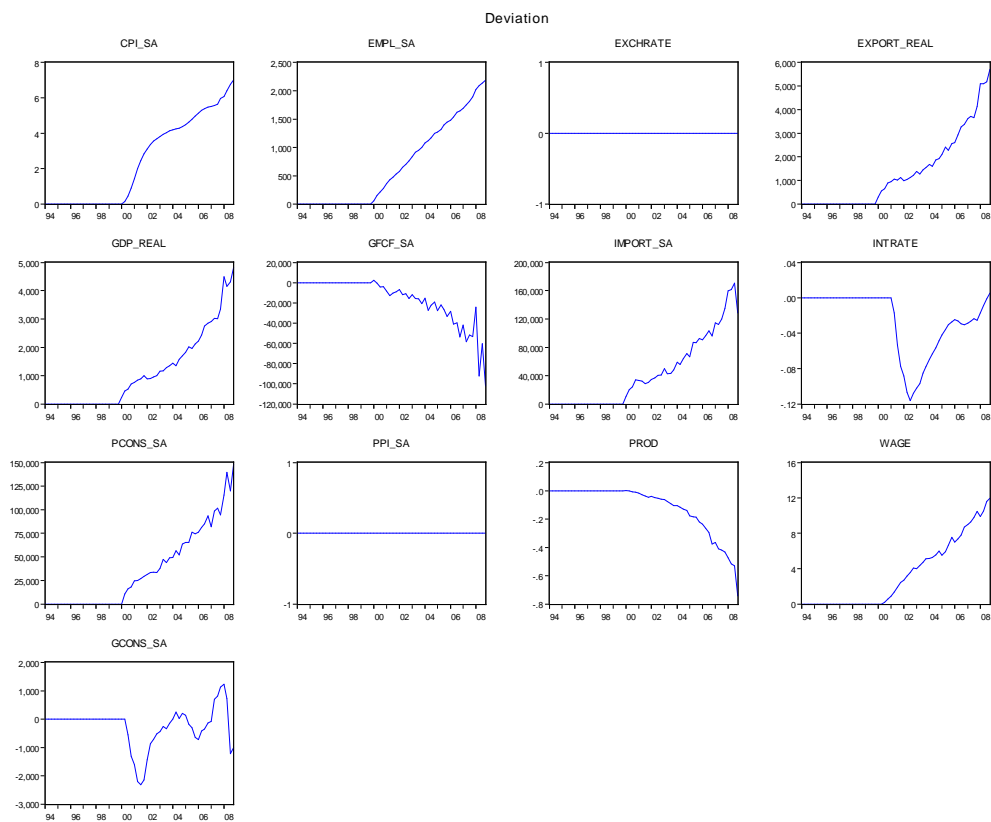 Deviation
CPI_SA
8
6
4
2
0
94 96 98 00 02 04 06 08
EMPL_SA
2,500
2,000
1,500
1,000
500
0
94 96 98 00 02 04 06 08
EXCHRATE
1
0
-1
94 96 98 00 02 04 06 08
EXPORT_REAL
6,000
5,000
4,000
3,000
2,000
1,000
0
94 96 98 00 02 04 06 08
GDP_REAL
5,000
4,000
3,000
2,000
1,000
0
94 96 98 00 02 04 06 08
GFCF_SA
20,000
0
-20,000
-40,000
-60,000
-80,000
-100,000
-120,000
94 96 98 00 02 04 06 08
IMPORT_SA
200,000
160,000
120,000
80,000
40,000
0
94 96 98 00 02 04 06 08
INTRATE
.04
.00
-.04
-.08
-.12
94 96 98 00 02 04 06 08
PCONS_SA
150,000
125,000
100,000
75,000
50,000
25,000
0
94 96 98 00 02 04 06 08
PPI_SA
1
0
-1
94 96 98 00 02 04 06 08
PROD
.2
.0
-.2
-.4
-.6
-.8
94 96 98 00 02 04 06 08
WAGE
16
12
8
4
0
94 96 98 00 02 04 06 08
GCONS_SA
2,000
1,000
0
-1,000
-2,000
-3,000
94 96 98 00 02 04 06 08